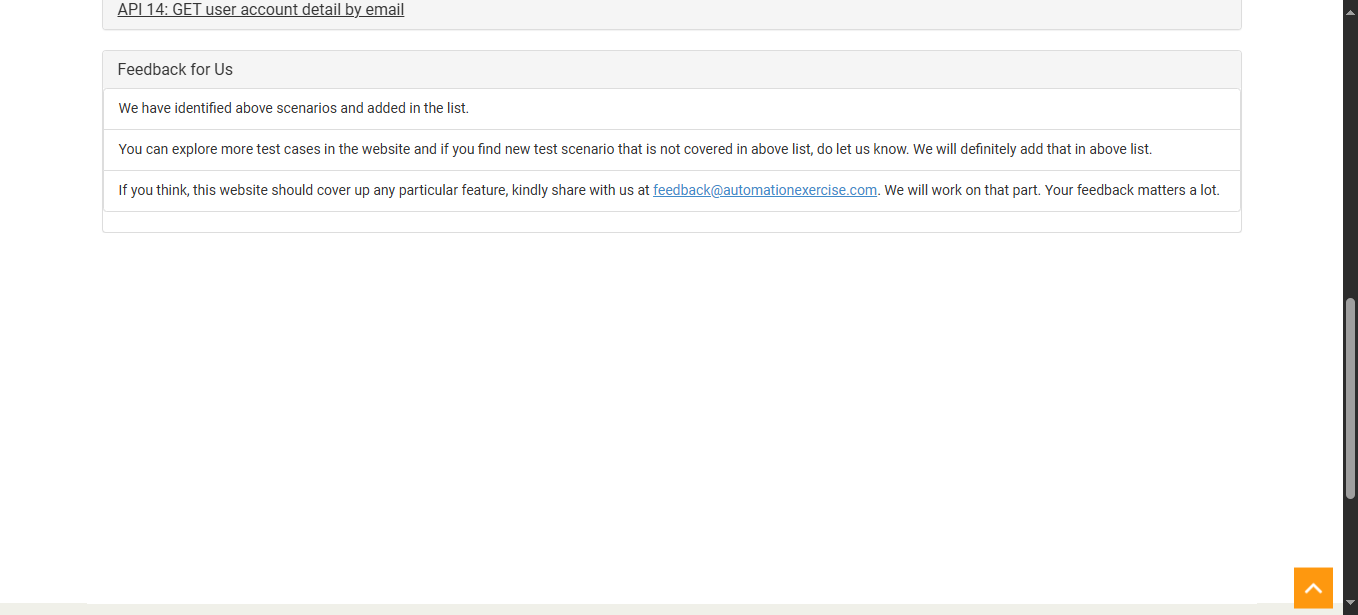 API 14: GET user account detail by email
Feedback for Us
We have identified above scenarios and added in the list.
You can explore more test cases in the website and if you find new test scenario that is not covered in above list, do let us know. We will definitely add that in above list.
If you think, this website should cover up any particular feature, kindly share with us at feedback@automationexercise.com. We will work on that part. Your feedback matters a lot.